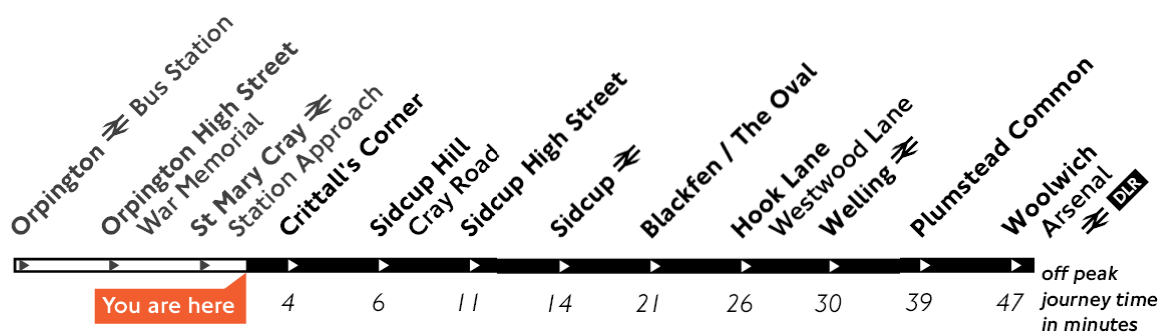 Orpington Bus Station
Orpington High Street
War Memorial
St Mary Cray
Station Approach
Crittall's Corner
Sidcup Hill
Cray Road
Sidcup High Street
Sidcup
Blackfen / The Oval
Hook Lane
Westwood Lane
Welling
Plumstead Common
Woolwich
Arsenal
DLR
You are here
4 6 11 14 21 26 30 39 47
off peak
journey time
in minutes